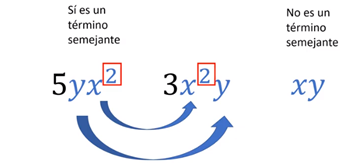 Sí es un
término
semejante
No es un
término
semejante
5yx² 3x²y xy